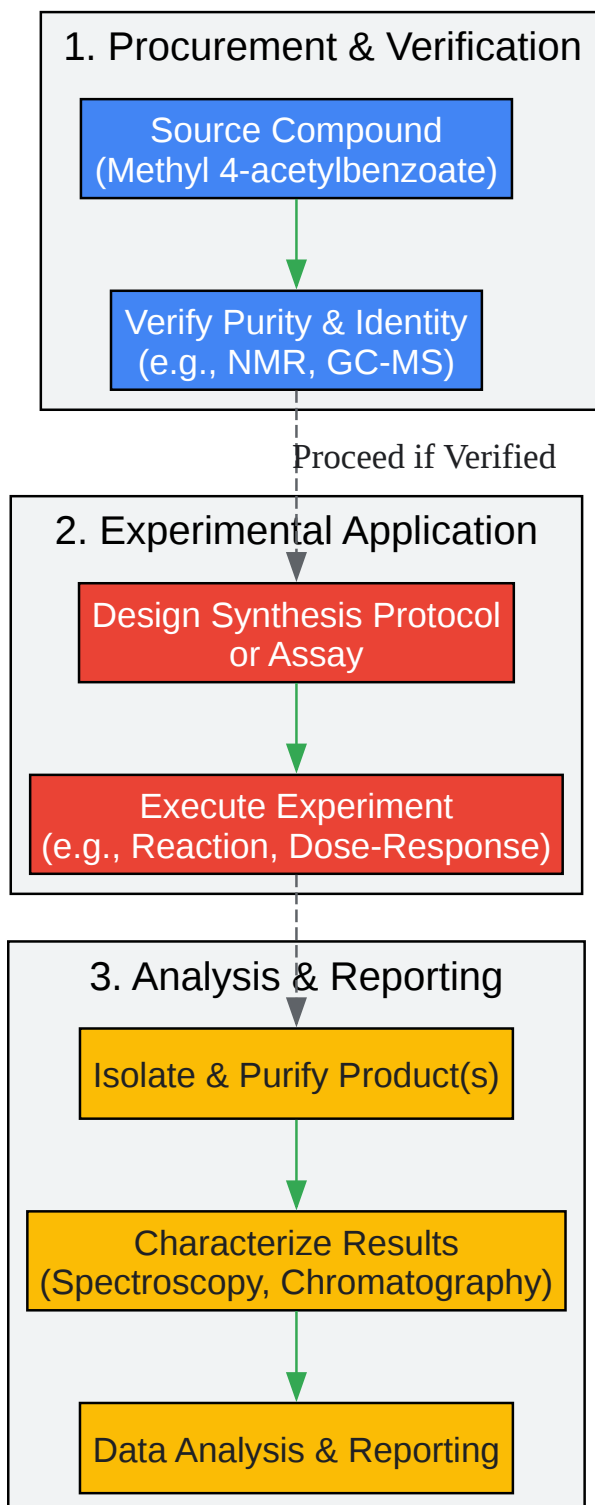 1. Procurement & Verification
Source Compound
(Methyl 4-acetylbenzoate)
Verify Purity & Identity
(e.g., NMR, GC-MS)
Proceed if Verified
2. Experimental Application
Design Synthesis Protocol
or Assay
Execute Experiment
(e.g., Reaction, Dose-Response)
3. Analysis & Reporting
Isolate & Purify Product(s)
Characterize Results
(Spectroscopy, Chromatography)
Data Analysis & Reporting